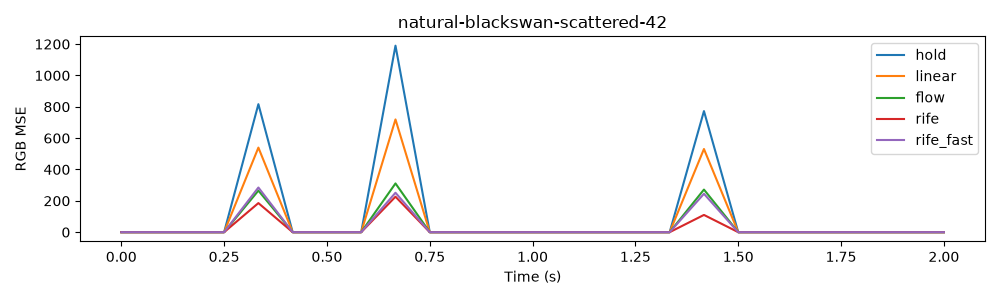 natural-blackswan-scattered-42
RGB MSE
1200
1000
800
600
400
200
0
hold
linear
flow
rife
rife_fast
0.00 0.25 0.50 0.75 1.00 1.25 1.50 1.75 2.00
Time (s)